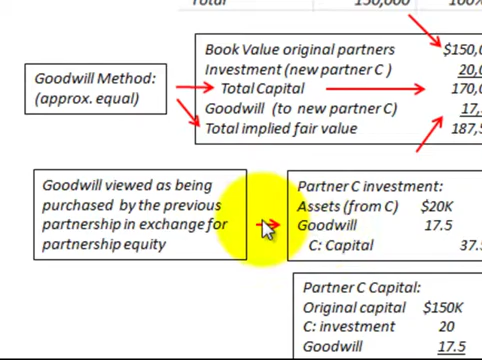 Total 150,000 100%
Book Value original partners $150,0
Investment (new partner C ) 20,0
Total Capital 170,0
Goodwill (to new partner C) 17,
Total implied fair value 187,5
Goodwill Method:
(approx. equal)
Goodwill viewed as being
purchased by the previous
partnership in exchange for
partnership equity
Partner C investment:
Assets (from C) $20K
Goodwill 17.5
C: Capital 37.5
Partner C Capital:
Original capital $150K
C: investment 20
Goodwill 17.5